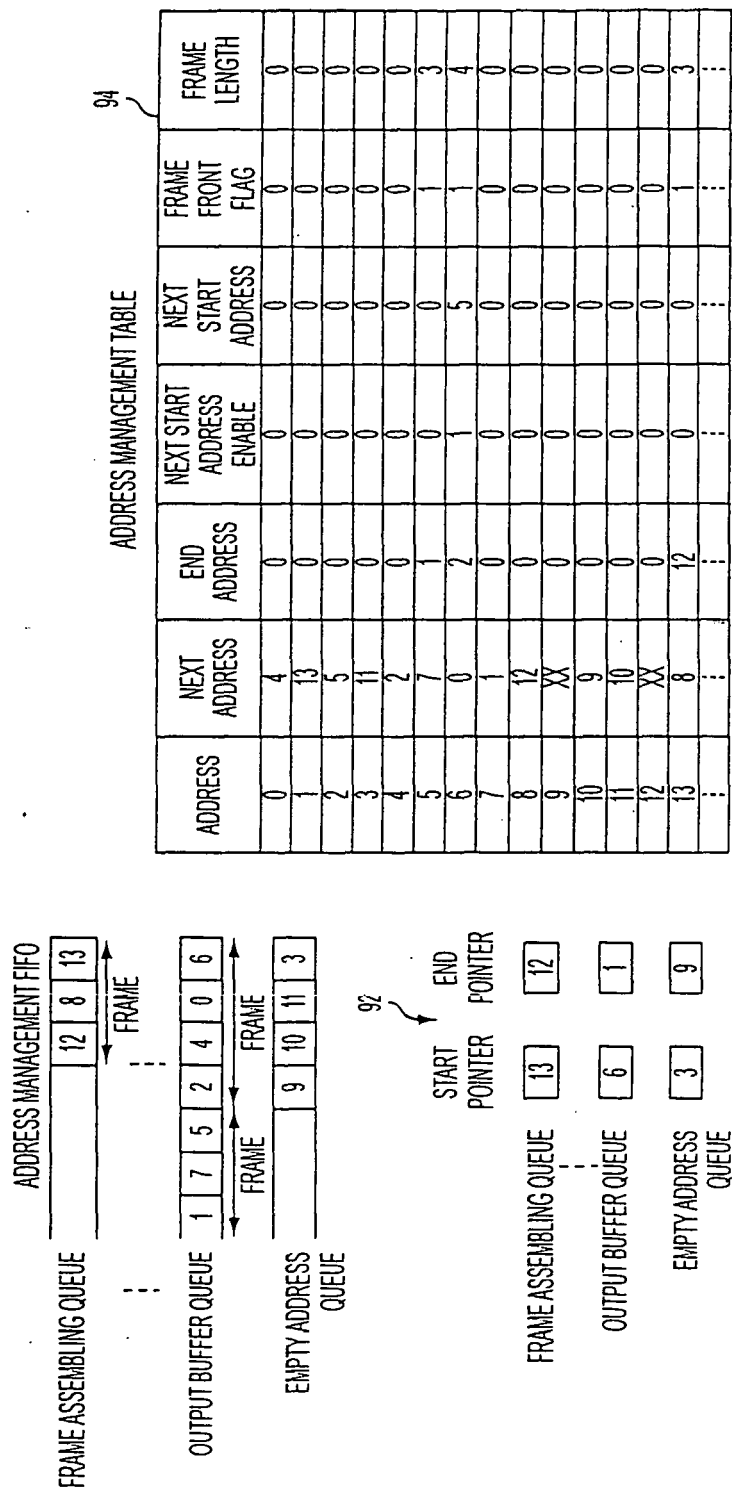 ADDRESS MANAGEMENT FIFO
FRAME ASSEMBLING QUEUE
12 8 13
FRAME
OUTPUT BUFFER QUEUE
1 7 5 2 4 0 6
FRAME FRAME
EMPTY ADDRESS
QUEUE
9 10 11 3
92
START
POINTER
END
POINTER
FRAME ASSEMBLING QUEUE 13 12
OUTPUT BUFFER QUEUE 6 1
EMPTY ADDRESS
QUEUE
3 9
ADDRESS MANAGEMENT TABLE
94
ADDRESS
NEXT
ADDRESS
END
ADDRESS
NEXT START
ADDRESS
ENABLE
NEXT
START
ADDRESS
FRAME
FRONT
FLAG
FRAME
LENGTH
0 4 0 0 0 0 0
1 13 0 0 0 0 0
2 5 0 0 0 0 0
3 11 0 0 0 0 0
4 2 0 0 0 0 0
5 7 1 0 0 1 3
6 0 2 1 5 1 4
7 1 0 0 0 0 0
8 12 0 0 0 0 0
9 XX 0 0 0 0 0
10 9 0 0 0 0 0
11 10 0 0 0 0 0
12 XX 0 0 0 0 0
13 8 12 0 0 1 3